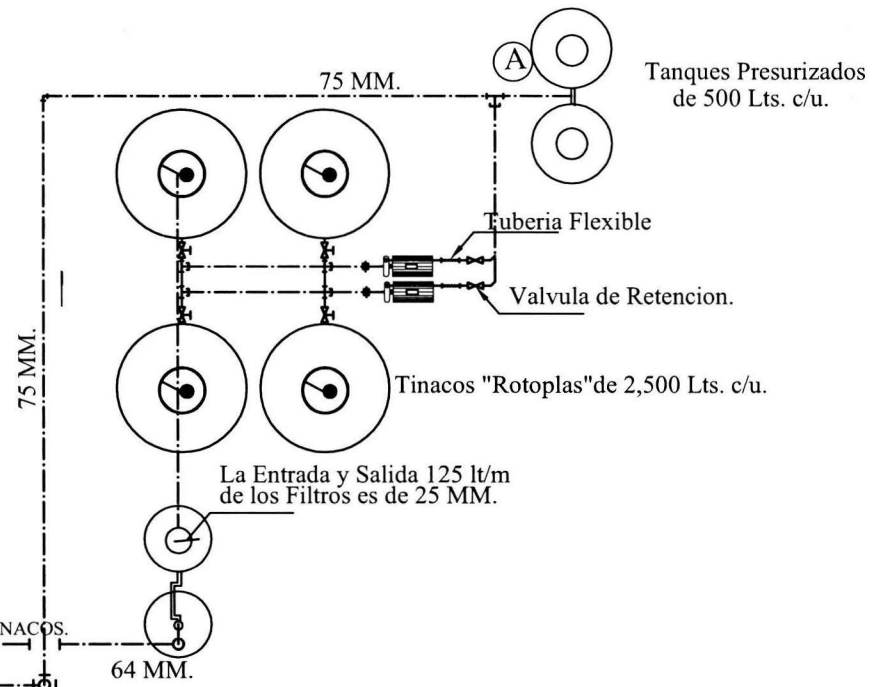 A
75 MM.
Tanques Presurizados
de 500 Lts. c/u.
Tuberia Flexible
Valvula de Retencion.
75 MM.
Tinacos "Rotoplas"de 2,500 Lts. c/u.
La Entrada y Salida 125 lt/m
de los Filtros es de 25 MM.
NACOS.
64 MM.